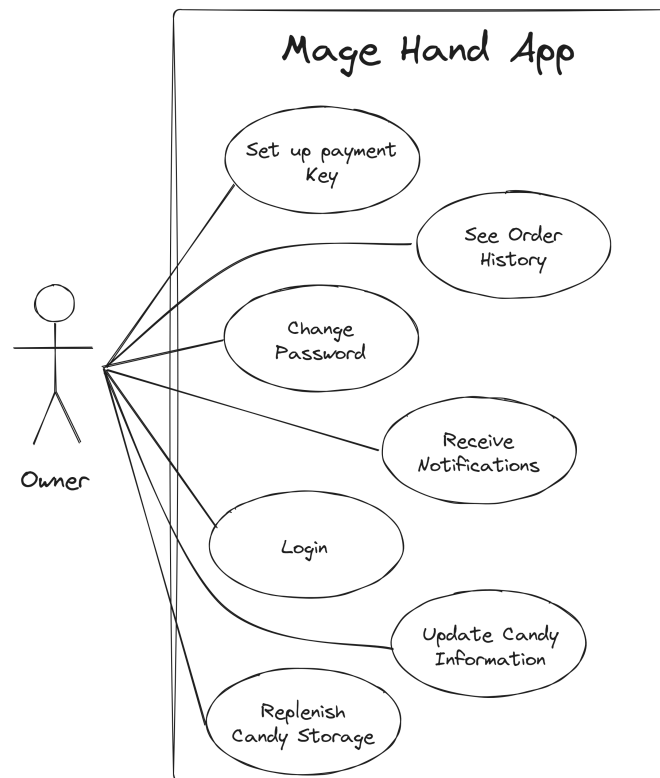 Mage Hand App
Set up payment
Key
See Order
History
Change
Password
Receive
Notifications
Owner
Login
Update Candy
Information
Replenish
Candy Storage